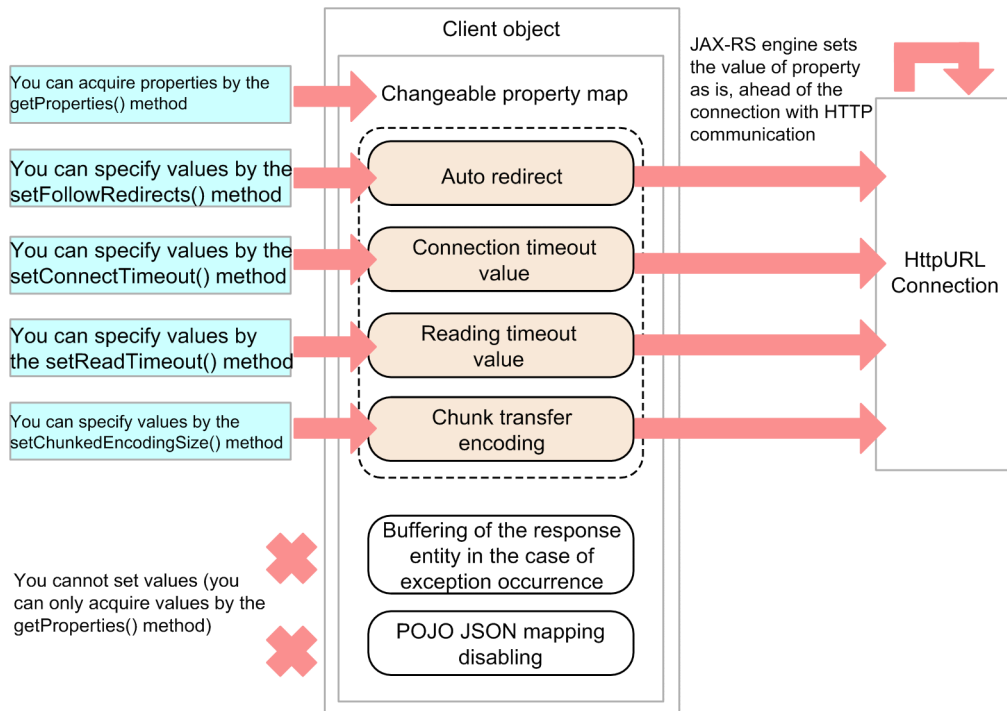 Client object
You can acquire properties by the
getProperties() method
Changeable property map
JAX-RS engine sets
the value of property
as is, ahead of the
connection with HTTP
communication
You can specify values by the
setFollowRedirects() method
Auto redirect
You can specify values by the
setConnectTimeout() method
Connection timeout
value
HttpURL
Connection
You can specify values by
the setReadTimeout() method
Reading timeout
value
You can specify values by the
setChunkedEncodingSize() method
Chunk transfer
encoding
Buffering of the response
entity in the case of
exception occurrence
You cannot set values (you
can only acquire values by the
getProperties() method)
POJO JSON mapping
disabling